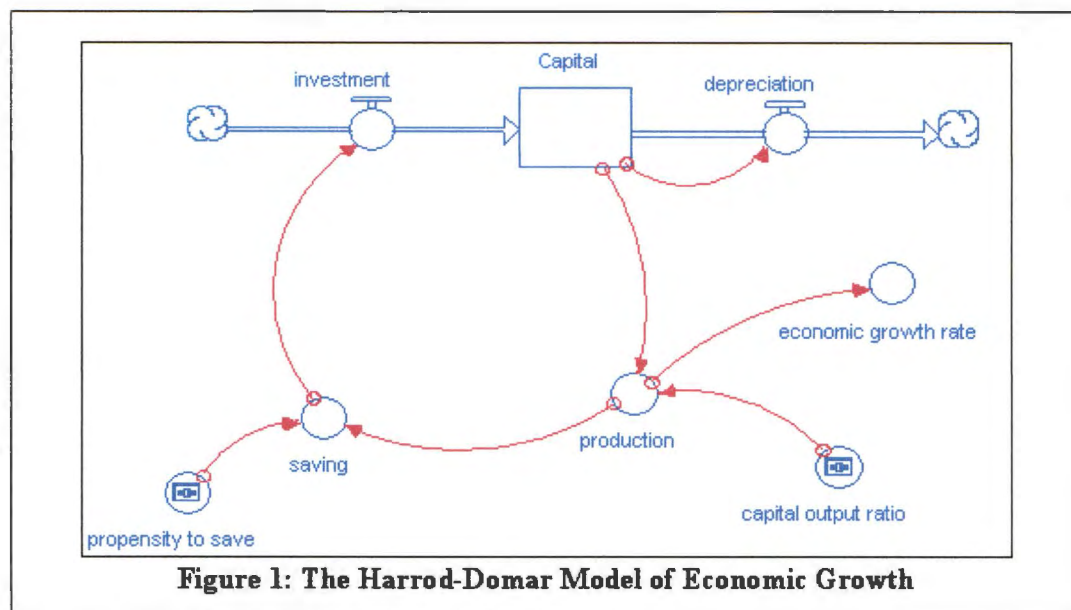 Capital
investment
depreciation
economic growth rate
production
saving
capital output ratio
propensity to save
Figure 1: The Harrod-Domar Model of Economic Growth